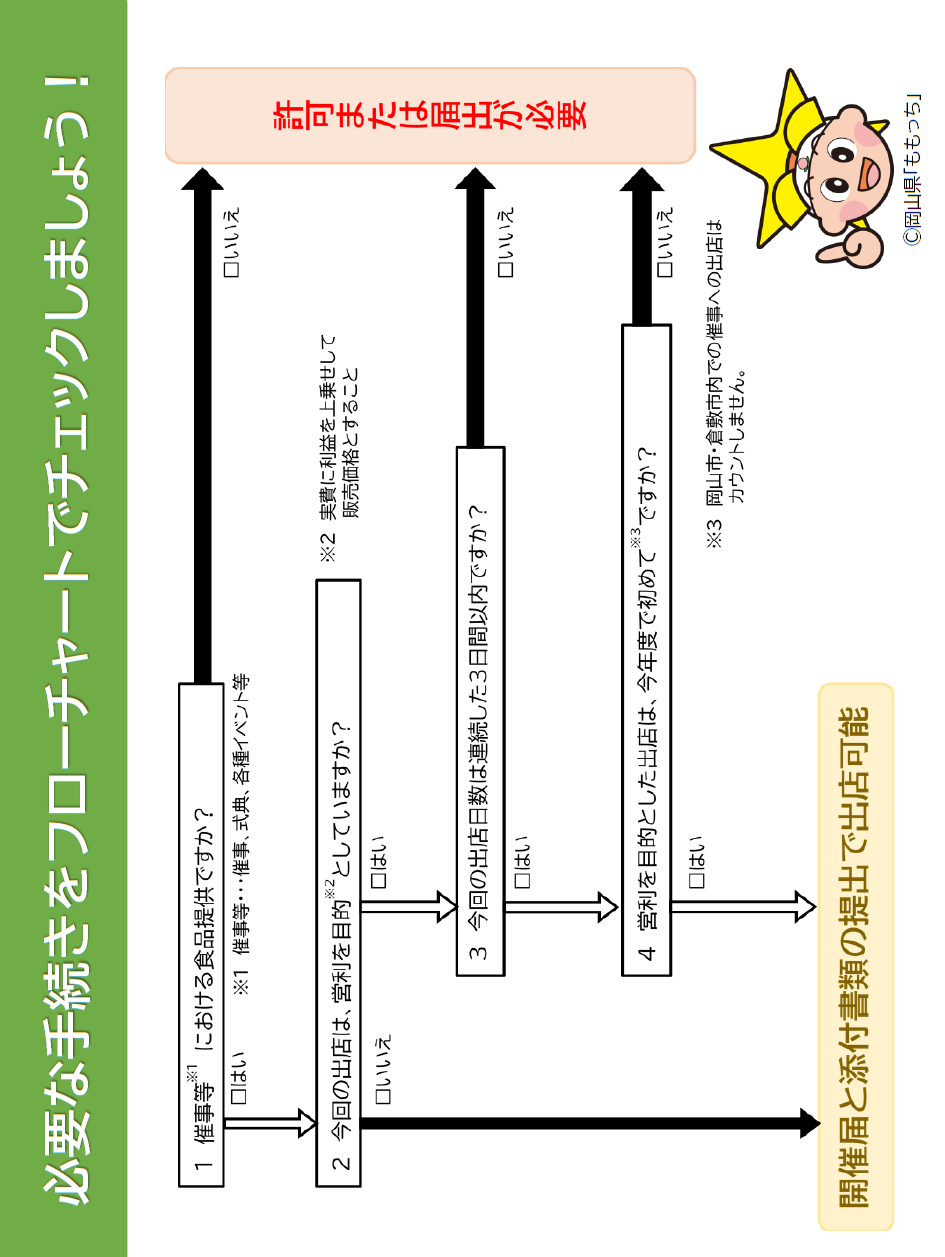 必要な手続きをフローチャートでチェックしましょう！
1 催事等※1 における食品提供ですか？
□はい
※1 催事等・・・催事、式典、各種イベント等
□いいえ
許可または届出が必要
2 今回の出店は、営利を目的※2としていますか？
※2 実費に利益を上乗せして
販売価格とすること
□いいえ
□はい
3 今回の出店日数は連続した3日間以内ですか？
□いいえ
□はい
4 営利を目的とした出店は、今年度で初めて※3ですか？
□いいえ
□はい
※3 岡山市・倉敷市内での催事への出店は
カウントしません。
開催届と添付書類の提出で出店可能
©岡山県「ももっち」